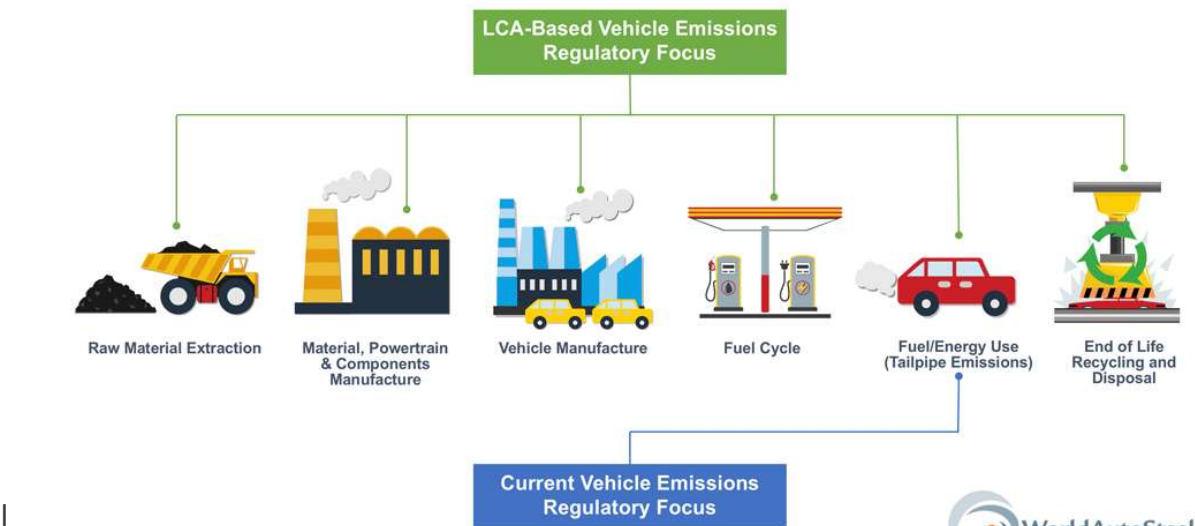 LCA-Based Vehicle Emissions
Regulatory Focus
Raw Material Extraction
Material, Powertrain
& Components
Manufacture
Vehicle Manufacture
Fuel Cycle
Fuel/Energy Use
(Tailpipe Emissions)
End of Life
Recycling and
Disposal
Current Vehicle Emissions
Regulatory Focus
WorldAutoSteel